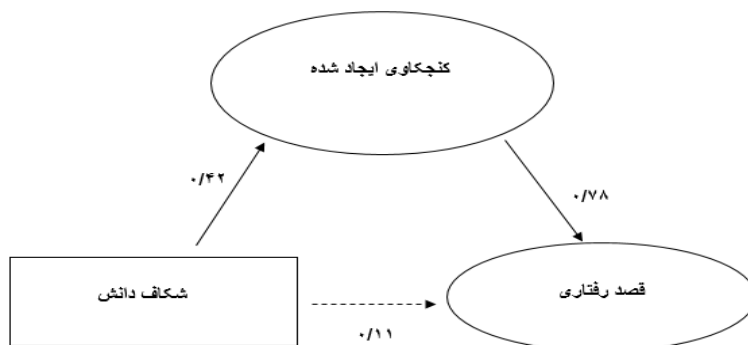 کنجکاوی ایجاد شده
۰/۴۲
۰/۷۸
شکاف دانش
قصد رفتاری
۰/۱۱